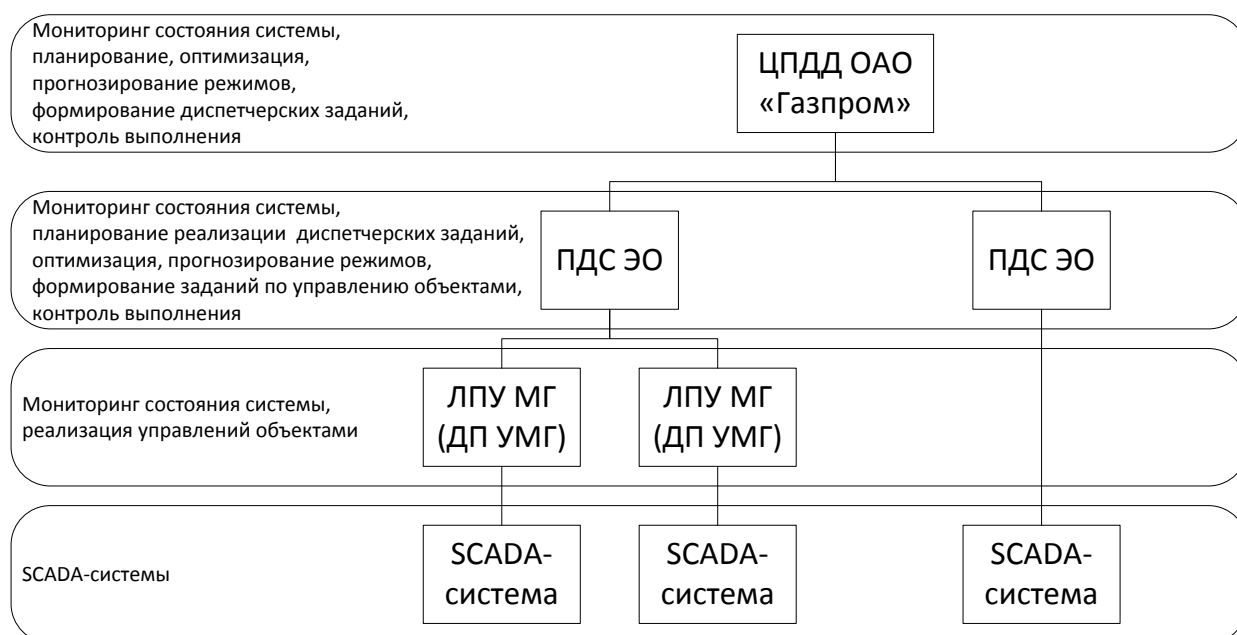 Мониторинг состояния системы,
планирование, оптимизация,
прогнозирование режимов,
формирование диспетчерских заданий,
контроль выполнения
ЦПДД ОАО
«Газпром»
Мониторинг состояния системы,
планирование реализации диспетчерских заданий,
оптимизация, прогнозирование режимов,
формирование заданий по управлению объектами,
контроль выполнения
ПДС ЭО
ПДС ЭО
Мониторинг состояния системы,
реализация управлений объектами
ЛПУ МГ
(ДП УМГ)
ЛПУ МГ
(ДП УМГ)
SCADA-системы
SCADA-
система
SCADA-
система
SCADA-
система